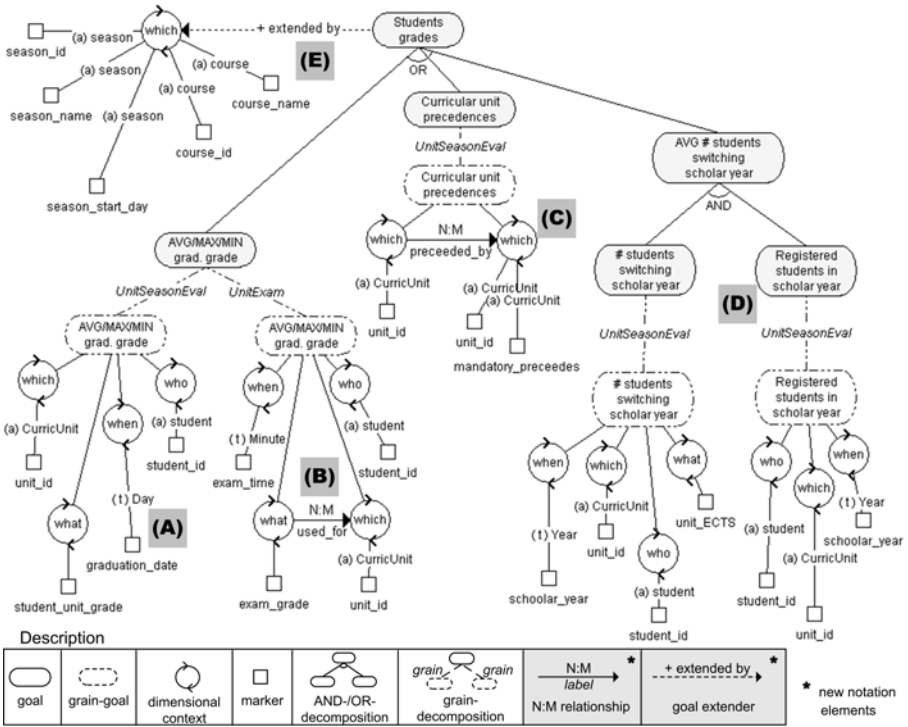 Students
grades
+ extended by
which
(a) season
season_id
(a) season
(a) course
(E)
OR
season_name
(a) season
(a) course
course_name
course_id
season_start_day
Curricular unit
precedences
UnitSeasonEval
Curricular unit
precedences
AVG # students
switching
scholar year
AND
which
N:M
preceeded_by
which
(C)
(a) CurricUnit
(a) CurricUnit
(a) CurricUnit
unit_id
unit_id
mandatory_preceedes
AVG/MAX/MIN
grad. grade
UnitSeasonEval
UnitExam
AVG/MAX/MIN
grad. grade
AVG/MAX/MIN
grad. grade
# students
switching
scholar year
Registered
students in
scholar year
(D)
UnitSeasonEval
UnitSeasonEval
# students
switching
scholar year
Registered
students in
scholar year
which
when
who
(a) CurricUnit
(a) student
unit_id
student_id
(t) Day
(A)
what
graduation_date
student_unit_grade
when
who
(t) Minute
(a) student
exam_time
student_id
(B)
what
N:M
used_for
which
(a) CurricUnit
exam_grade
unit_id
when
which
what
(a) CurricUnit
unit_ECTS
(t) Year
unit_id
who
schoolar_year
(a) student
student_id
who
which
when
(t) Year
(a) student
schoolar_year
(a) CurricUnit
student_id
unit_id
Description
goal
grain-goal
dimensional
context
marker
AND-/OR-
decomposition
grain
grain
grain-
decomposition
N:M
*
label
N:M relationship
+ extended by
*
goal extender
* new notation
elements